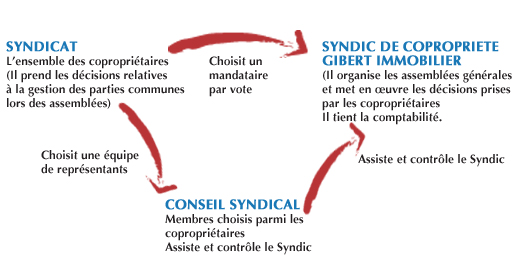 SYNDICAT
L'ensemble des copropriétaires
(Il prend les décisions relatives
à la gestion des parties communes
lors des assemblées)
Choisit un
mandataire
par vote
SYNDIC DE COPROPRIETE
GIBERT IMMOBILIER
(Il organise les assemblées générales
et met en œuvre les décisions prises
par les copropriétaires
Il tient la comptabilité.
Choisit une équipe
de représentants
Assiste et contrôle le Syndic
CONSEIL SYNDICAL
Membres choisis parmi les
copropriétaires
Assiste et contrôle le Syndic